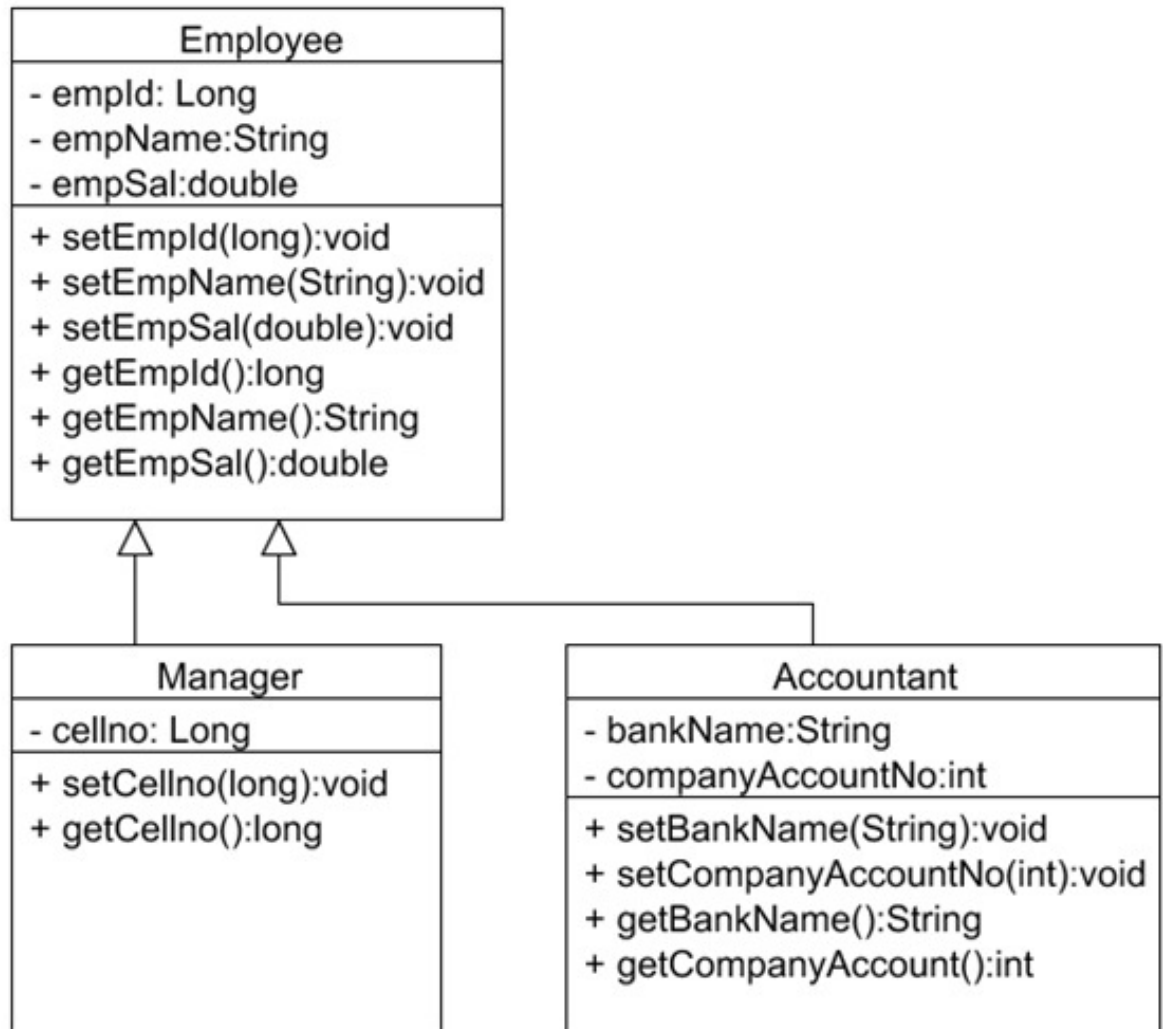 Employee
- empId: Long
- empName:String
- empSal:double
+ setEmpId(long):void
+ setEmpName(String):void
+ setEmpSal(double):void
+ getEmpId():long
+ getEmpName():String
+ getEmpSal():double
Manager
- cellno: Long
+ setCellno(long):void
+ getCellno():long
Accountant
- bankName:String
- companyAccountNo:int
+ setBankName(String):void
+ setCompanyAccountNo(int):void
+ getBankName():String
+ getCompanyAccount():int